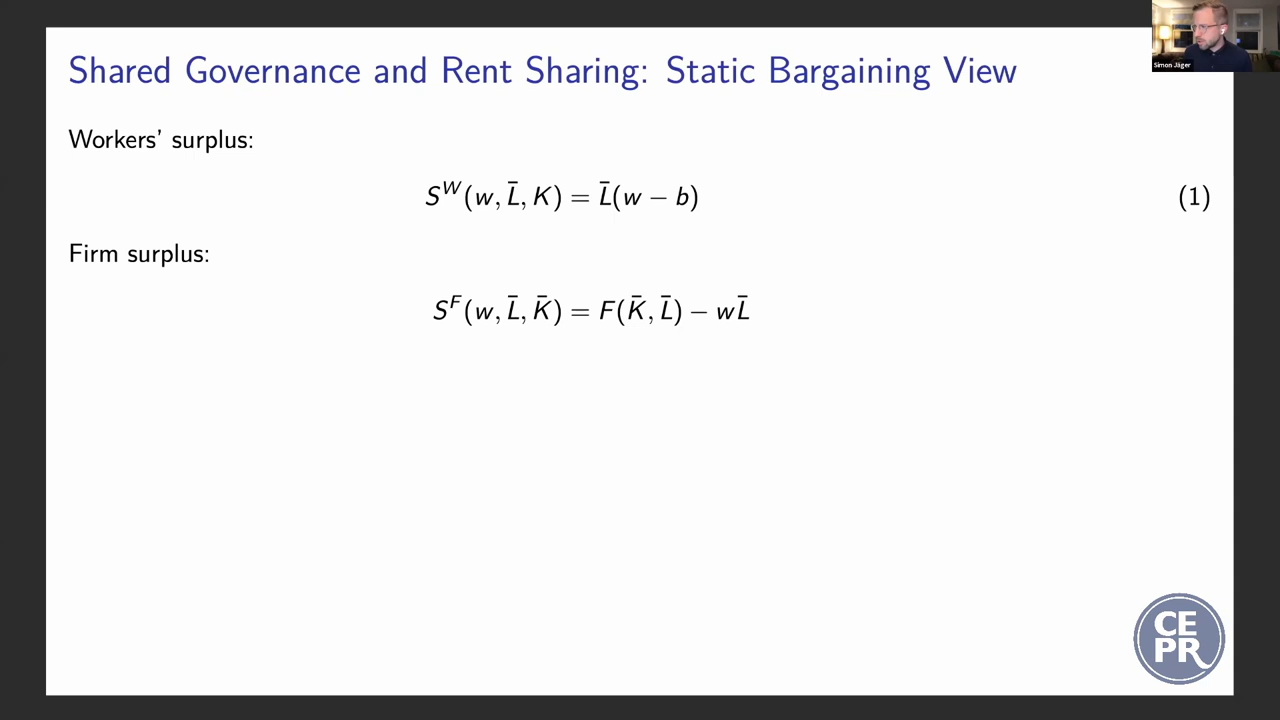 Shared Governance and Rent Sharing: Static Bargaining View
Simon Jäger
Workers' surplus:
S^W(w, L̄, K) = L̄(w − b) (1)
Firm surplus:
S^F(w, L̄, K̄) = F(K̄, L̄) − wL̄
CE
PR